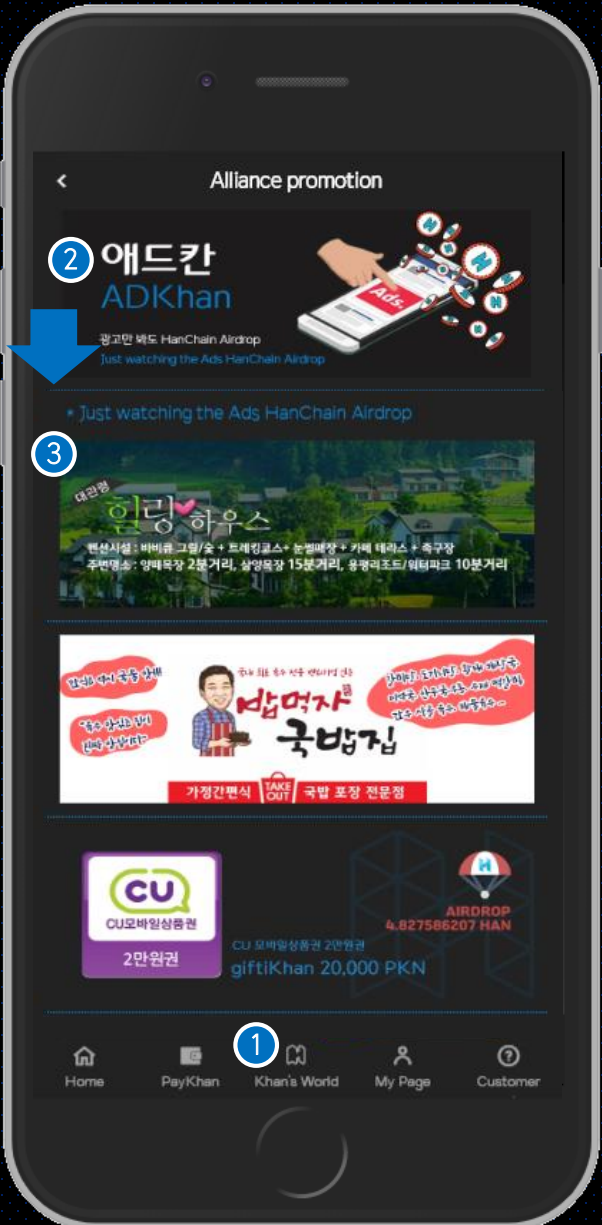 Alliance promotion
2
애드칸
ADKhan
Ads.
광고만 봐도 HanChain Airdrop
Just watching the Ads HanChain Airdrop
* Just watching the Ads HanChain Airdrop
3
대관령
힐링하우스
펜션시설 : 바비큐 그릴/숯 + 트레킹코스+ 눈썰매장 + 카페 테라스 + 족구장
주변명소 : 양떼목장 2분거리, 삼양목장 15분거리, 용평리조트/워터파크 10분거리
밥먹자
국밥집
가정간편식 TAKE OUT 국밥 포장 전문점
CU
CU모바일상품권
2만원권
AIRDROP
4.827586207 HAN
CU 모바일상품권 2만원권
giftiKhan 20,000 PKN
1
Home PayKhan Khan's World My Page Customer